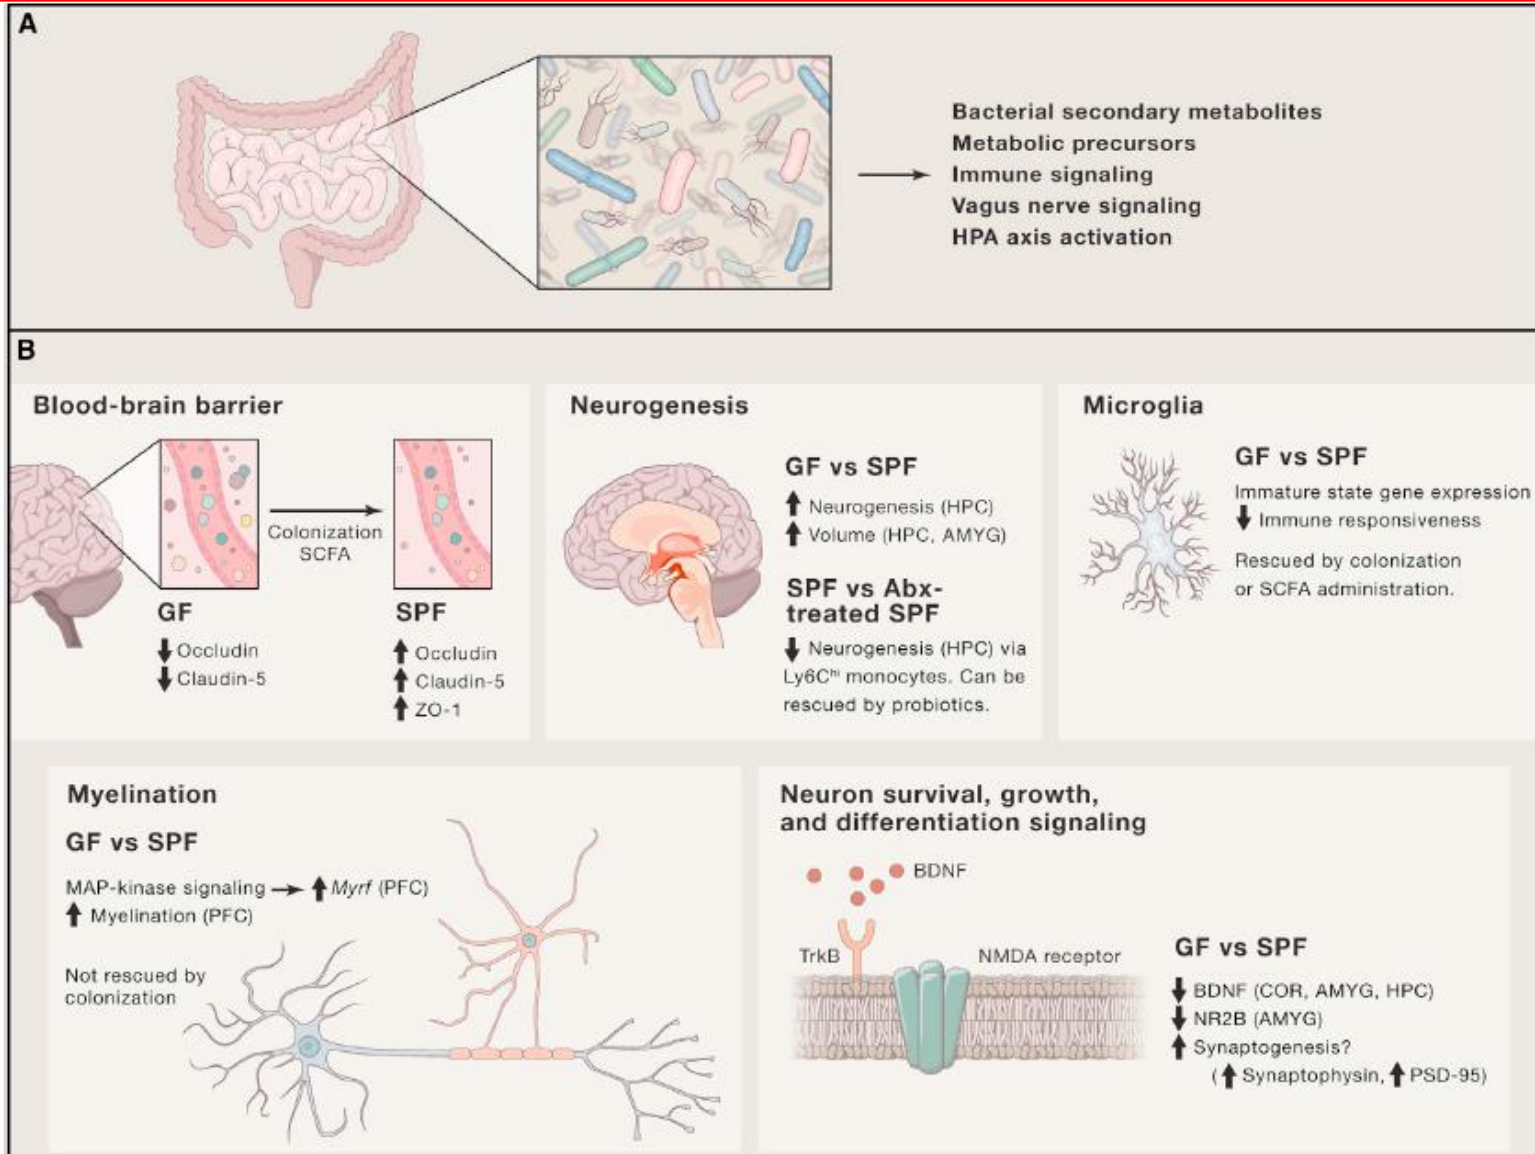 A
Bacterial secondary metabolites
Metabolic precursors
Immune signaling
Vagus nerve signaling
HPA axis activation
B
Blood-brain barrier
Colonization
SCFA
GF
↓ Occludin
↓ Claudin-5
SPF
↑ Occludin
↑ Claudin-5
↑ ZO-1
Neurogenesis
GF vs SPF
↑ Neurogenesis (HPC)
↑ Volume (HPC, AMYG)
SPF vs Abx-
treated SPF
↓ Neurogenesis (HPC) via
Ly6Cʰⁱ monocytes. Can be
rescued by probiotics.
Microglia
GF vs SPF
Immature state gene expression
↓ Immune responsiveness
Rescued by colonization
or SCFA administration.
Myelination
GF vs SPF
MAP-kinase signaling → ↑ Myrf (PFC)
↑ Myelination (PFC)
Not rescued by
colonization
Neuron survival, growth,
and differentiation signaling
BDNF
TrkB
NMDA receptor
GF vs SPF
↓ BDNF (COR, AMYG, HPC)
↓ NR2B (AMYG)
↑ Synaptogenesis?
(↑ Synaptophysin, ↑ PSD-95)